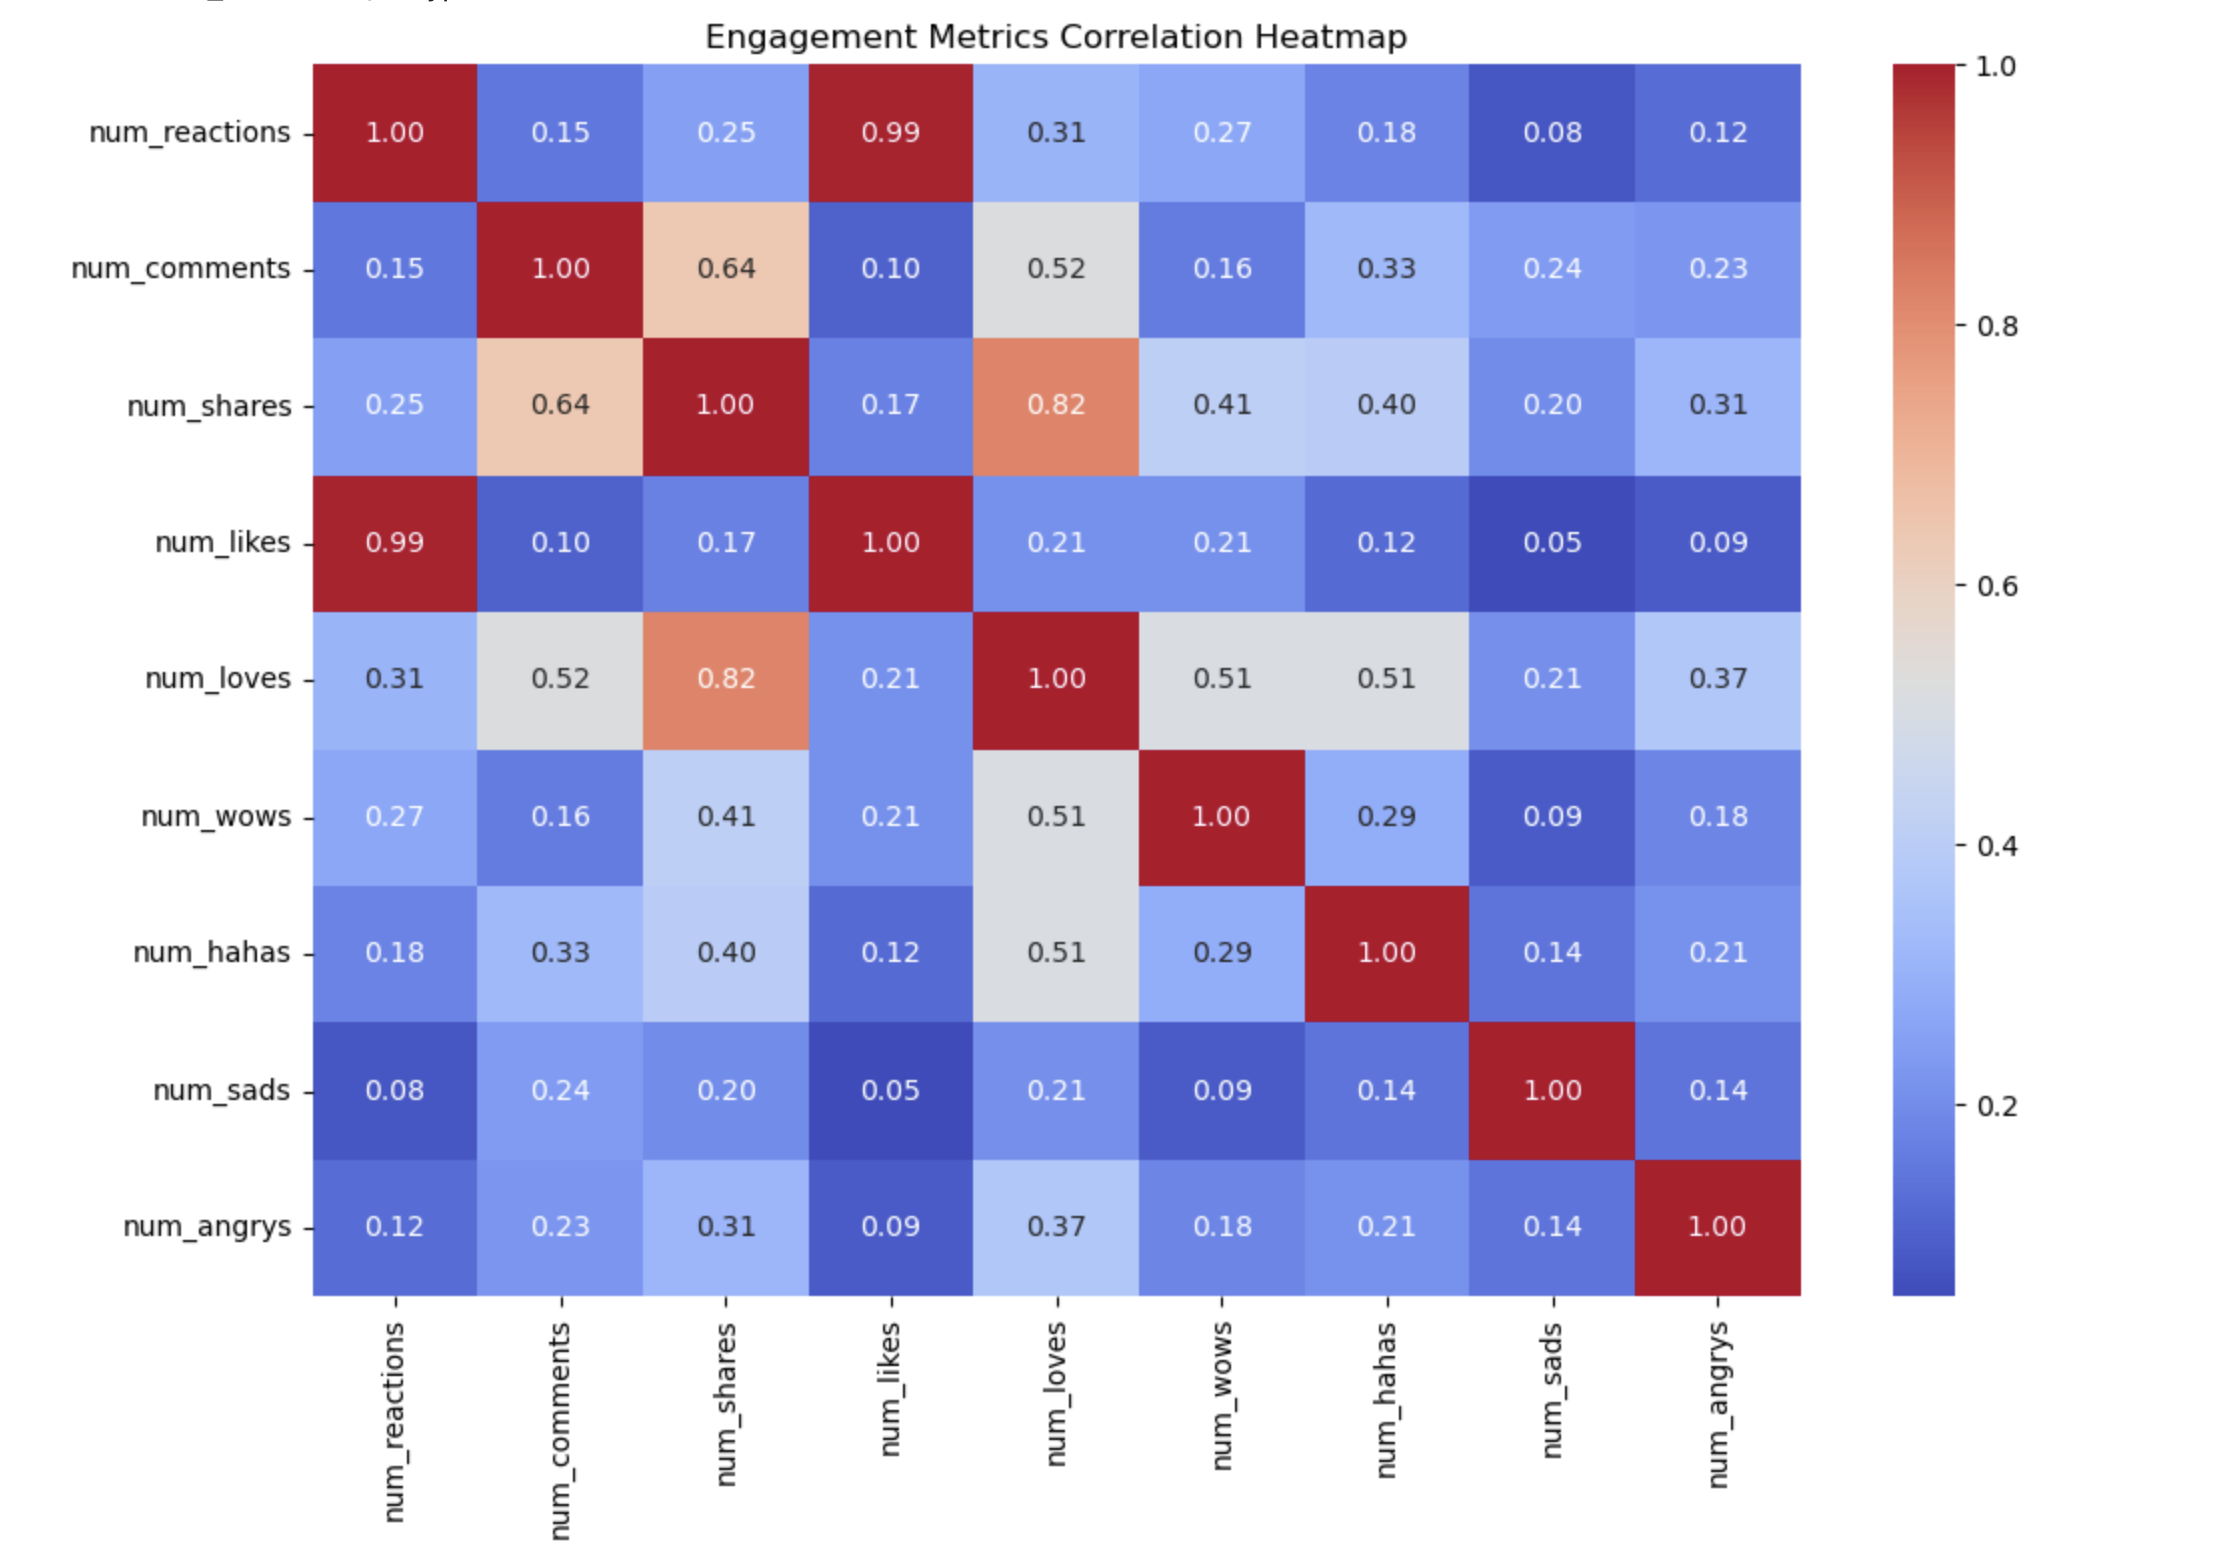 Engagement Metrics Correlation Heatmap
num_reactions 1.00 0.15 0.25 0.99 0.31 0.27 0.18 0.08 0.12
num_comments 0.15 1.00 0.64 0.10 0.52 0.16 0.33 0.24 0.23
num_shares 0.25 0.64 1.00 0.17 0.82 0.41 0.40 0.20 0.31
num_likes 0.99 0.10 0.17 1.00 0.21 0.21 0.12 0.05 0.09
num_loves 0.31 0.52 0.82 0.21 1.00 0.51 0.51 0.21 0.37
num_wows 0.27 0.16 0.41 0.21 0.51 1.00 0.29 0.09 0.18
num_hahas 0.18 0.33 0.40 0.12 0.51 0.29 1.00 0.14 0.21
num_sads 0.08 0.24 0.20 0.05 0.21 0.09 0.14 1.00 0.14
num_angrys 0.12 0.23 0.31 0.09 0.37 0.18 0.21 0.14 1.00
num_reactions
num_comments
num_shares
num_likes
num_loves
num_wows
num_hahas
num_sads
num_angrys
1.0
0.8
0.6
0.4
0.2